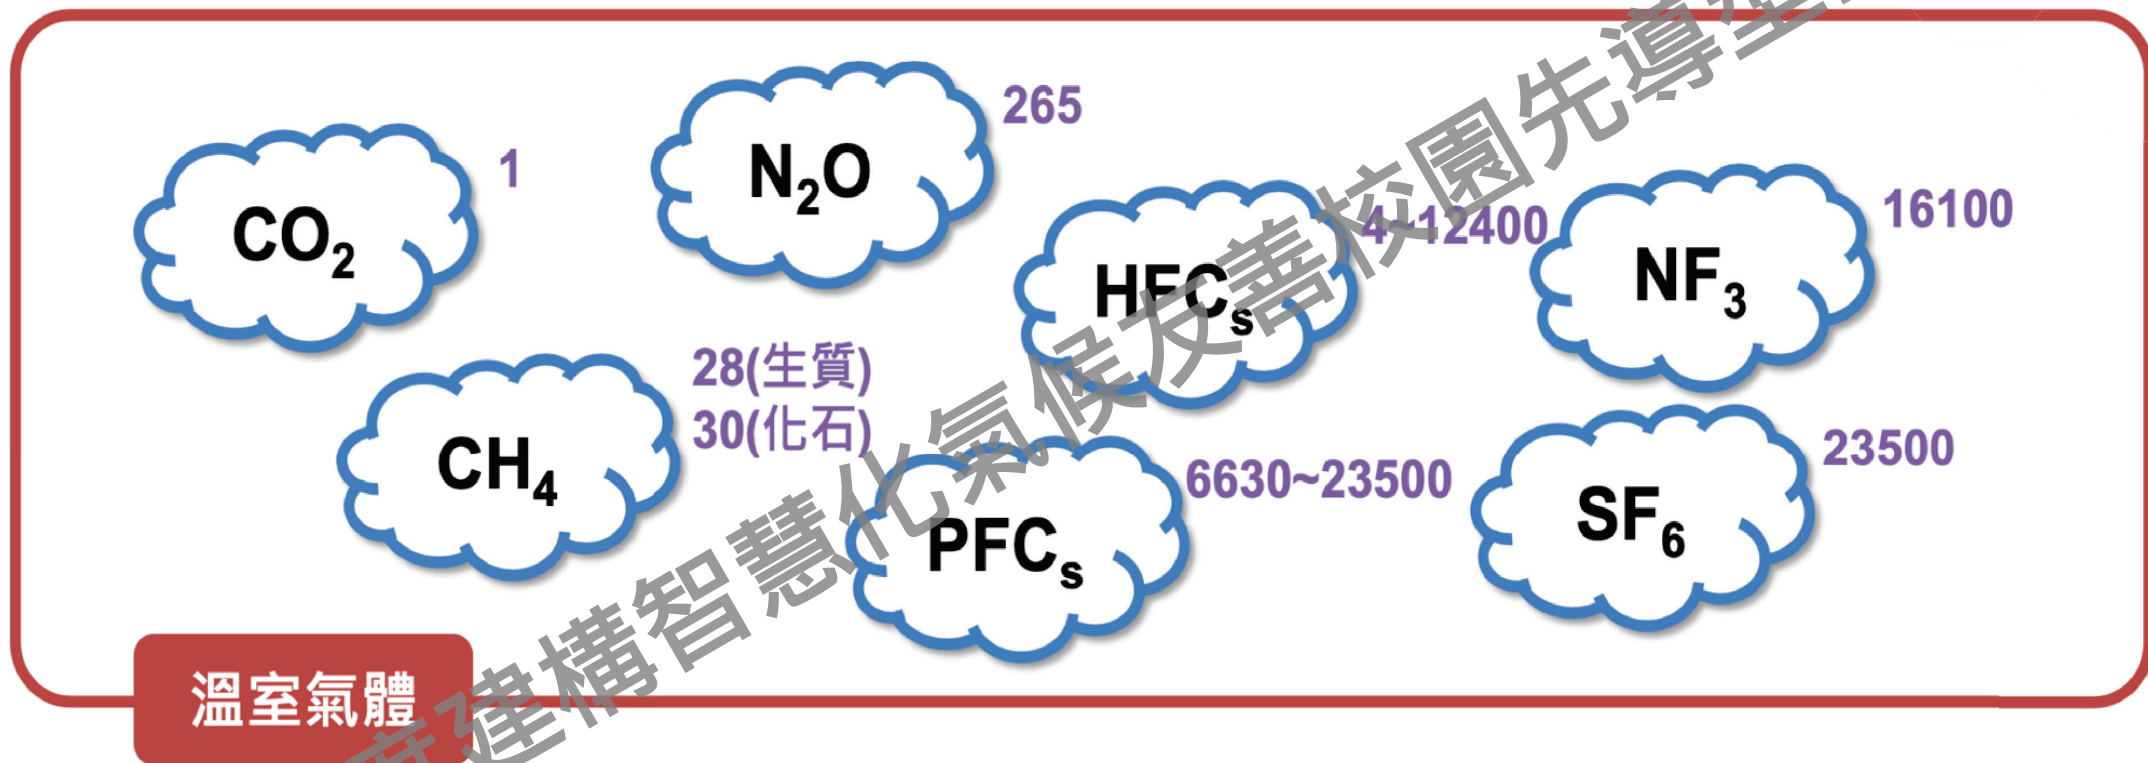 CO₂
1
N₂O
265
HFCₛ
4~12400
NF₃
16100
CH₄
28(生質)
30(化石)
PFCₛ
6630~23500
SF₆
23500
溫室氣體
建構智慧化氣候友善校園先導型